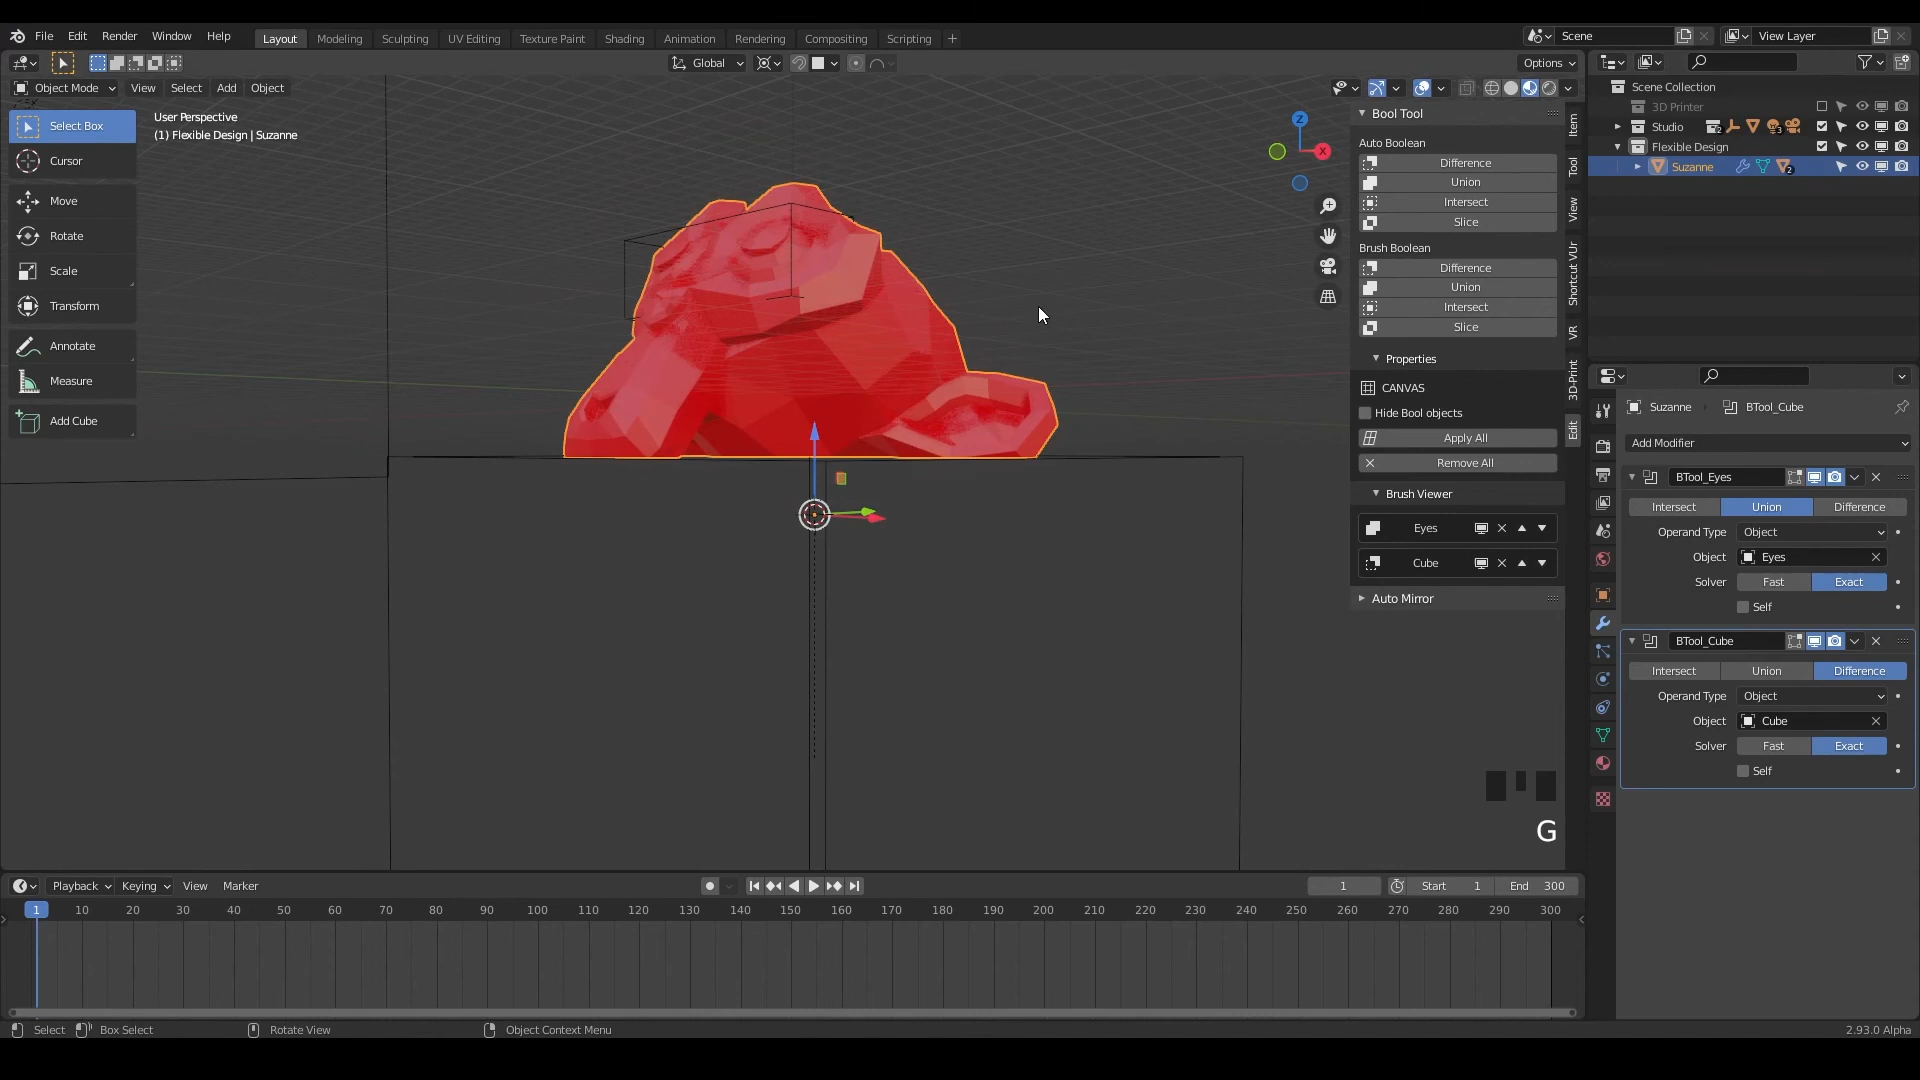 File Edit Render Window Help Layout Modeling Sculpting UV Editing Texture Paint Shading Animation Rendering Compositing Scripting + Scene View Layer
Global Options
Object Mode View Select Add Object
User Perspective
(1) Flexible Design | Suzanne
Select Box
Cursor
Move
Rotate
Scale
Transform
Annotate
Measure
Add Cube
Z
X
Bool Tool
Auto Boolean
Difference
Union
Intersect
Slice
Brush Boolean
Difference
Union
Intersect
Slice
Properties
CANVAS
Hide Bool objects
Apply All
Remove All
Brush Viewer
Eyes
Cube
Auto Mirror
Item
Tool
View
Shortcut VUr
VR
3D-Print
Edit
Scene Collection
3D Printer
Studio 2 3
Flexible Design
Suzanne 2
Suzanne BTool_Cube
Add Modifier
BTool_Eyes
Intersect Union Difference
Operand Type Object
Object Eyes
Solver Fast Exact
Self
BTool_Cube
Intersect Union Difference
Operand Type Object
Object Cube
Solver Fast Exact
Self
G
Playback Keying View Marker 1 Start 1 End 300
1 10 20 30 40 50 60 70 80 90 100 110 120 130 140 150 160 170 180 190 200 210 220 230 240 250 260 270 280 290 300
Select Box Select Rotate View Object Context Menu 2.93.0 Alpha